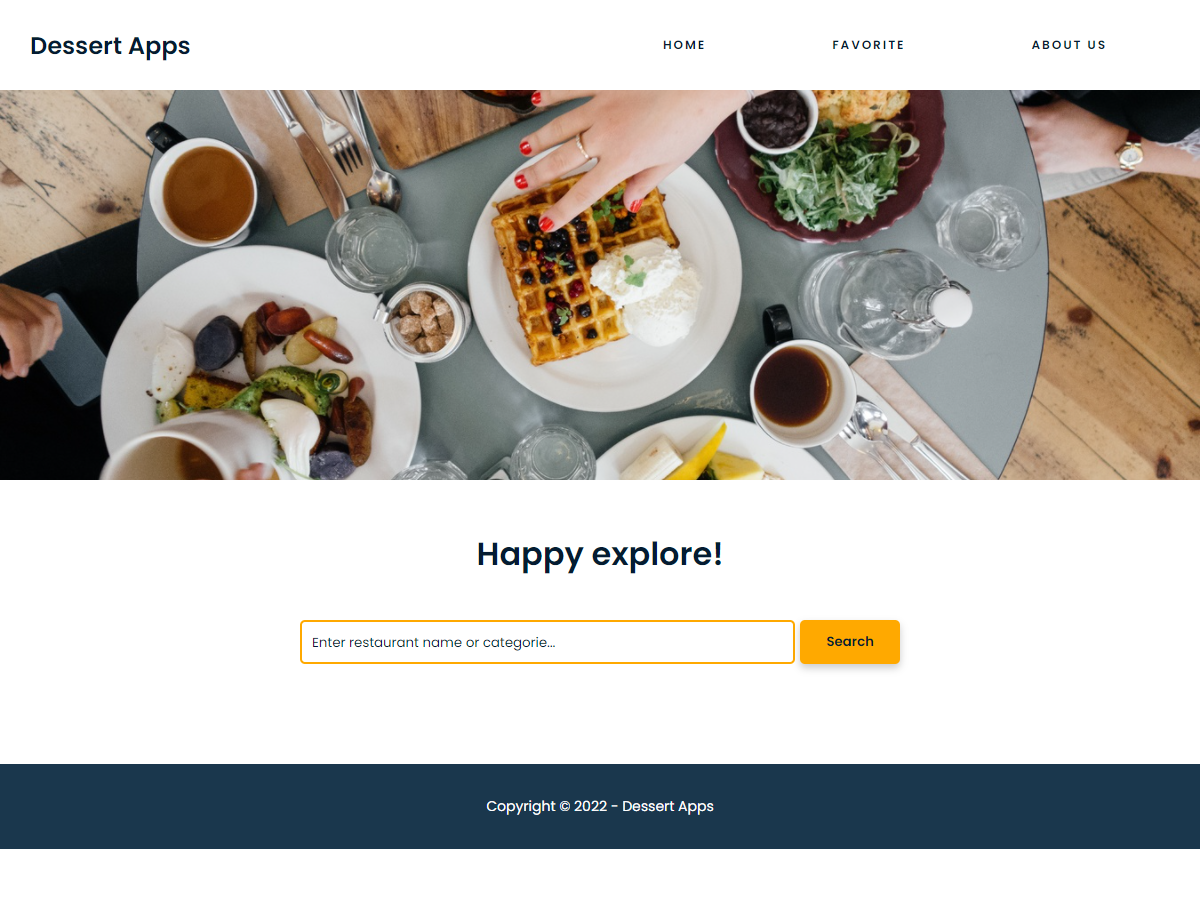 Dessert Apps
HOME
FAVORITE
ABOUT US
Happy explore!
Enter restaurant name or categorie...
Search
Copyright © 2022 - Dessert Apps